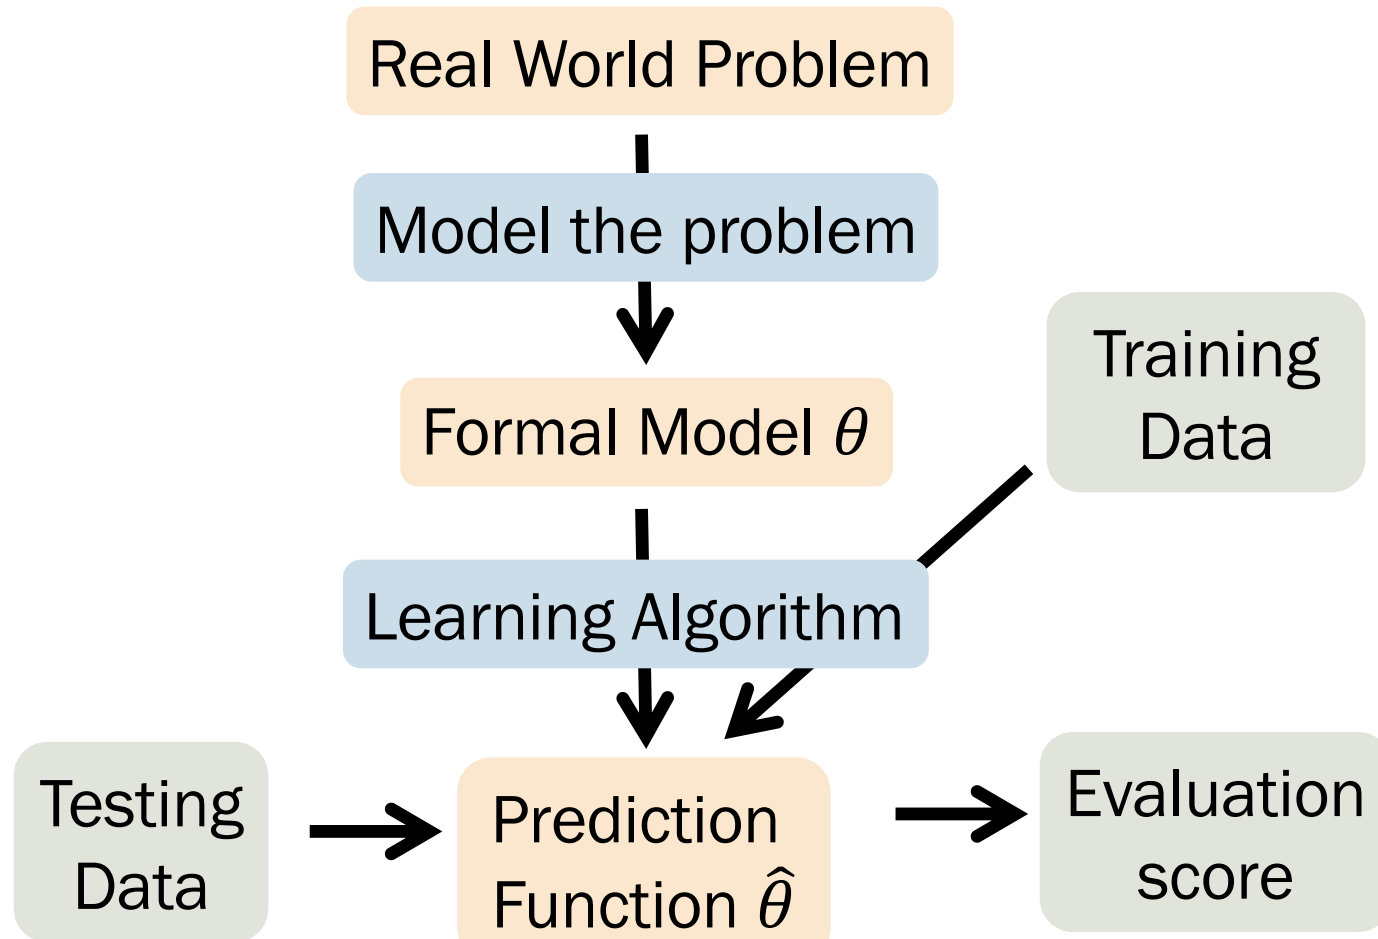 Real World Problem
Model the problem
Formal Model θ
Training
Data
Learning Algorithm
Testing
Data
Prediction
Function θ̂
Evaluation
score